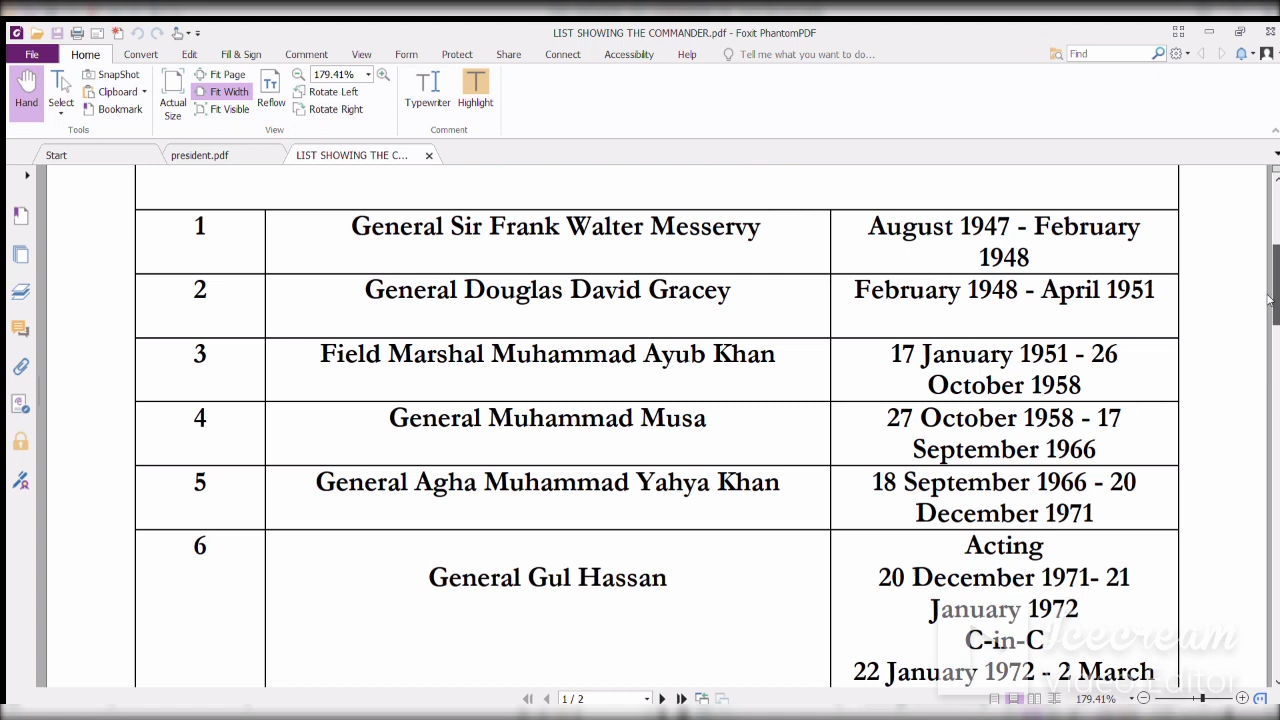 LIST SHOWING THE COMMANDER.pdf - Foxit PhantomPDF
File Home Convert Edit Fill & Sign Comment View Form Protect Share Connect Accessibility Help Tell me what you want to do... Find
Hand
Select
SnapShot
Clipboard
Bookmark
Tools
Actual
Size
Fit Page
Fit Width
Fit Visible
Reflow
179.41%
Rotate Left
Rotate Right
View
Typewriter
Highlight
Comment
Start president.pdf LIST SHOWING THE C...
1 General Sir Frank Walter Messervy August 1947 - February
1948
2 General Douglas David Gracey February 1948 - April 1951
3 Field Marshal Muhammad Ayub Khan 17 January 1951 - 26
October 1958
4 General Muhammad Musa 27 October 1958 - 17
September 1966
5 General Agha Muhammad Yahya Khan 18 September 1966 - 20
December 1971
6 Acting
General Gul Hassan 20 December 1971- 21
January 1972
C-in-C
22 January 1972 - 2 March
Icecream
Video Editor
1 / 2
179.41%